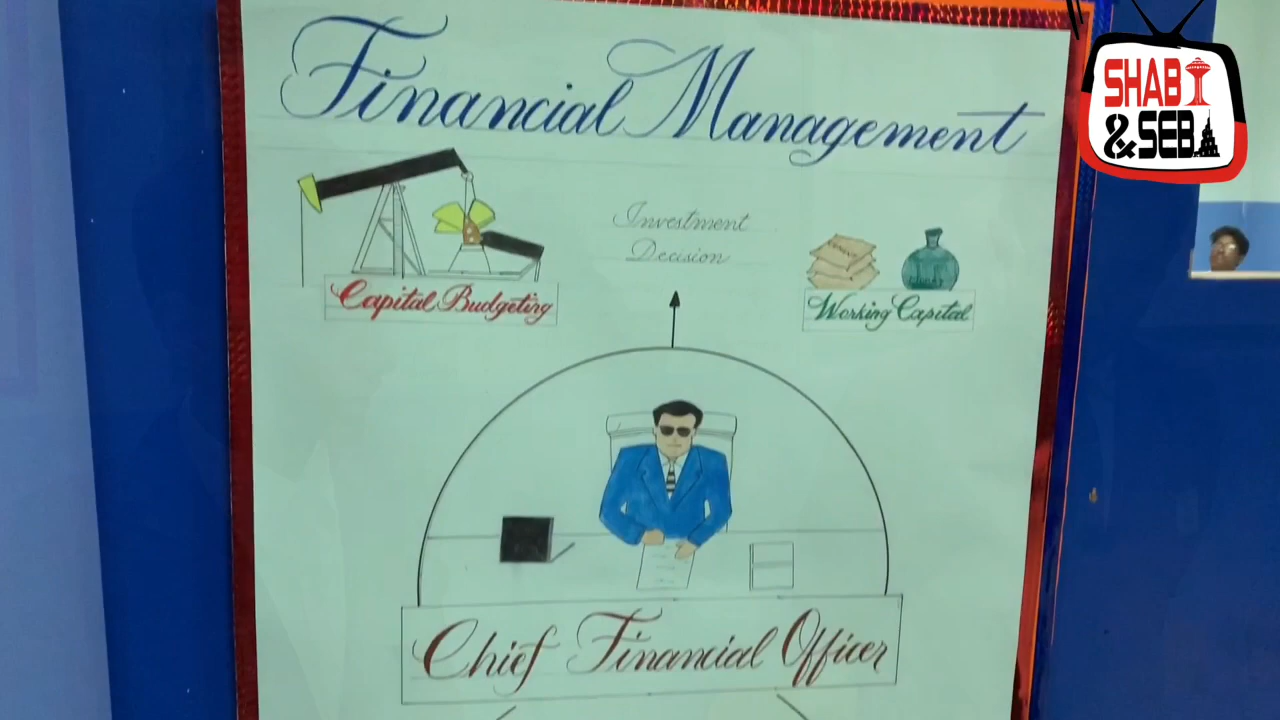 Financial Management
Investment
Decision
Capital Budgeting
Working Capital
Chief Financial Officer
SHAB
& SEB